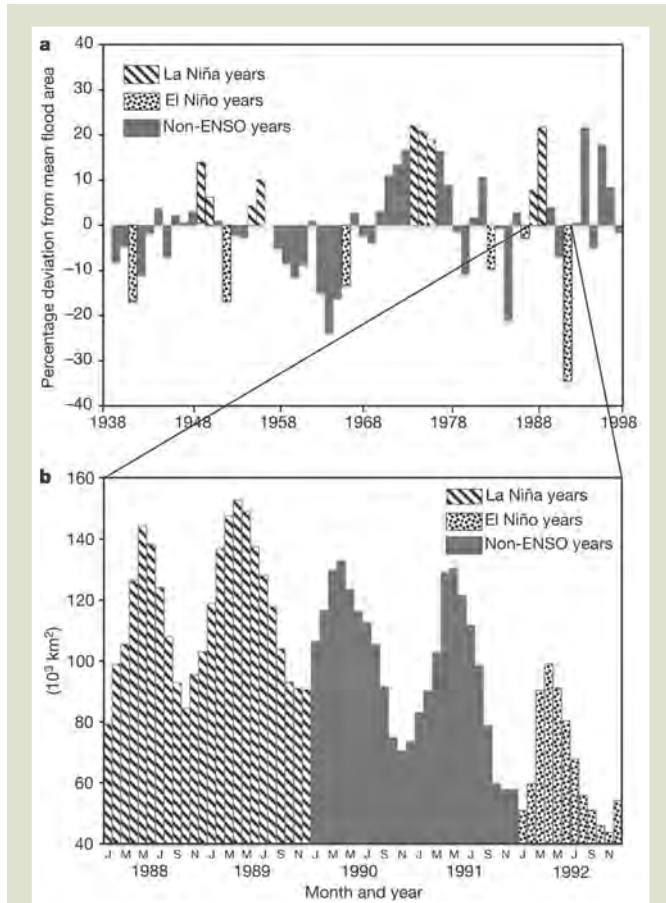 a
Percentage deviation from mean flood area
40
30
20
10
0
−10
−20
−30
−40
La Niña years
El Niño years
Non-ENSO years
1938 1948 1958 1968 1978 1988 1998
b
(10³ km²)
160
140
120
100
80
60
40
La Niña years
El Niño years
Non-ENSO years
J M M J S N J M M J S N J M M J S N J M M J S N J M M J S N
1988 1989 1990 1991 1992
Month and year